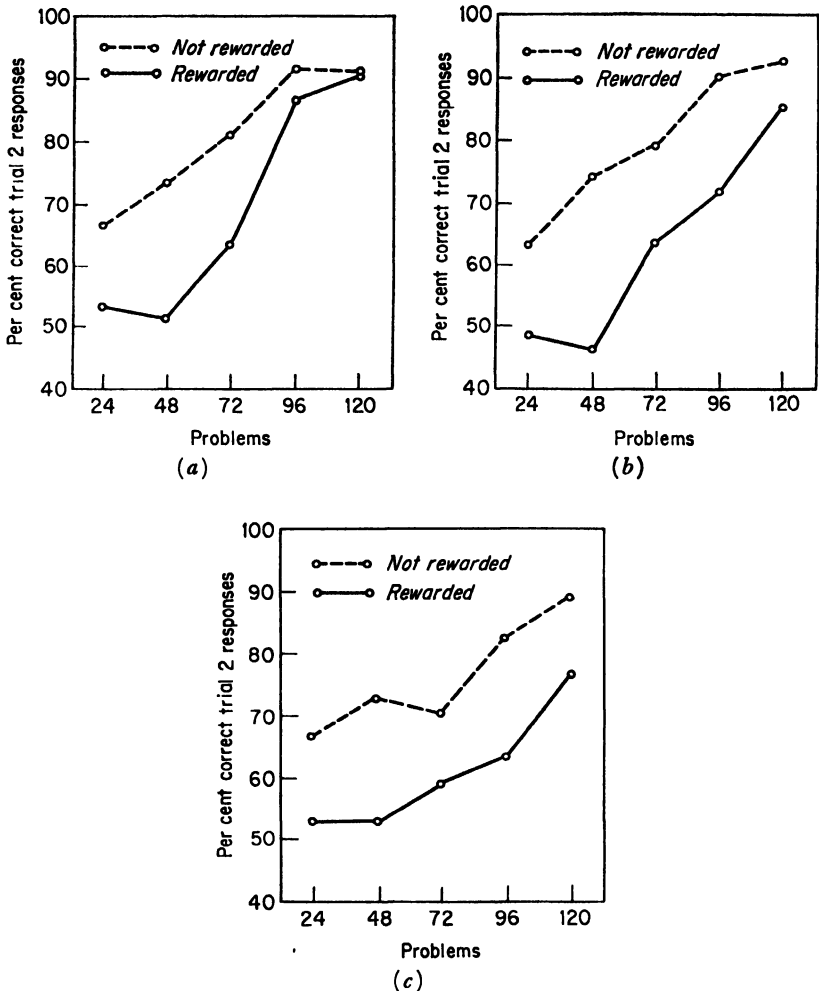 100
90
80
70
60
50
40
Per cent correct trial 2 responses
Not rewarded
Rewarded
24 48 72 96 120
Problems
(a)
100
90
80
70
60
50
40
Per cent correct trial 2 responses
Not rewarded
Rewarded
24 48 72 96 120
Problems
(b)
100
90
80
70
60
50
40
Per cent correct trial 2 responses
Not rewarded
Rewarded
24 48 72 96 120
Problems
(c)